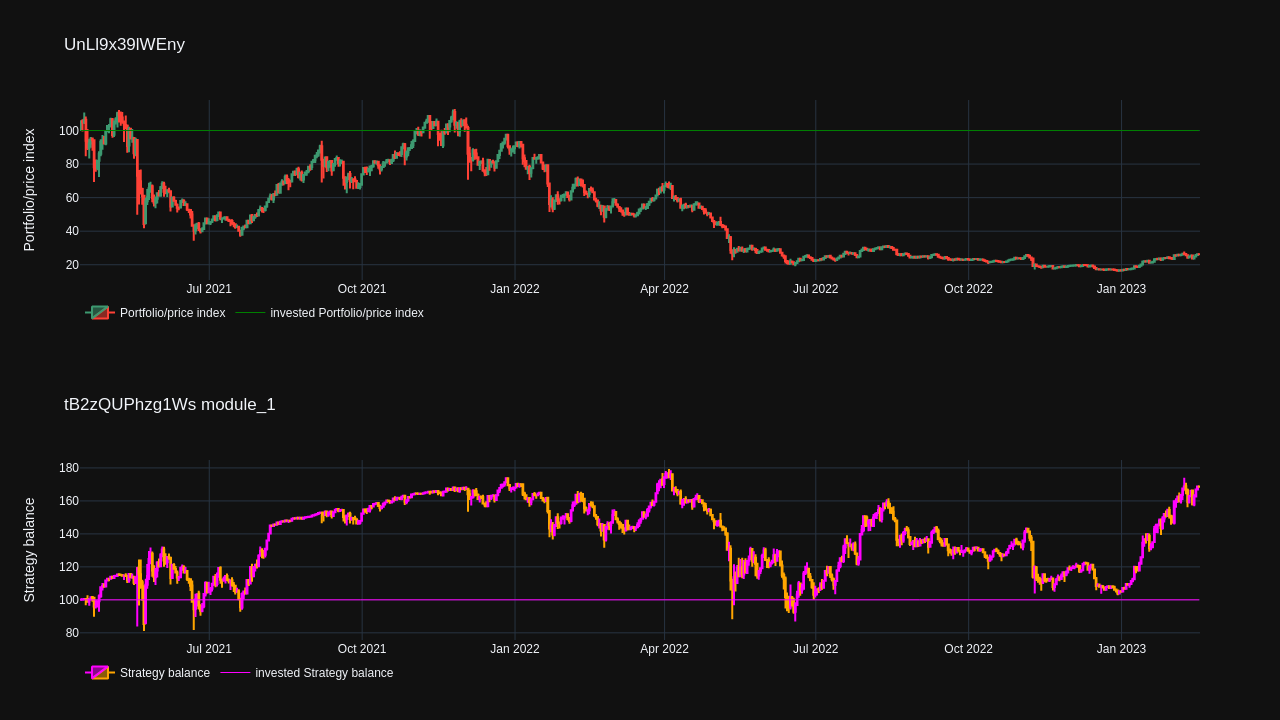 UnLl9x39lWEny
Portfolio/price index
100
80
60
40
20
Jul 2021
Oct 2021
Jan 2022
Apr 2022
Jul 2022
Oct 2022
Jan 2023
Portfolio/price index
invested Portfolio/price index
tB2zQUPhzg1Ws module_1
Strategy balance
180
160
140
120
100
80
Jul 2021
Oct 2021
Jan 2022
Apr 2022
Jul 2022
Oct 2022
Jan 2023
Strategy balance
invested Strategy balance